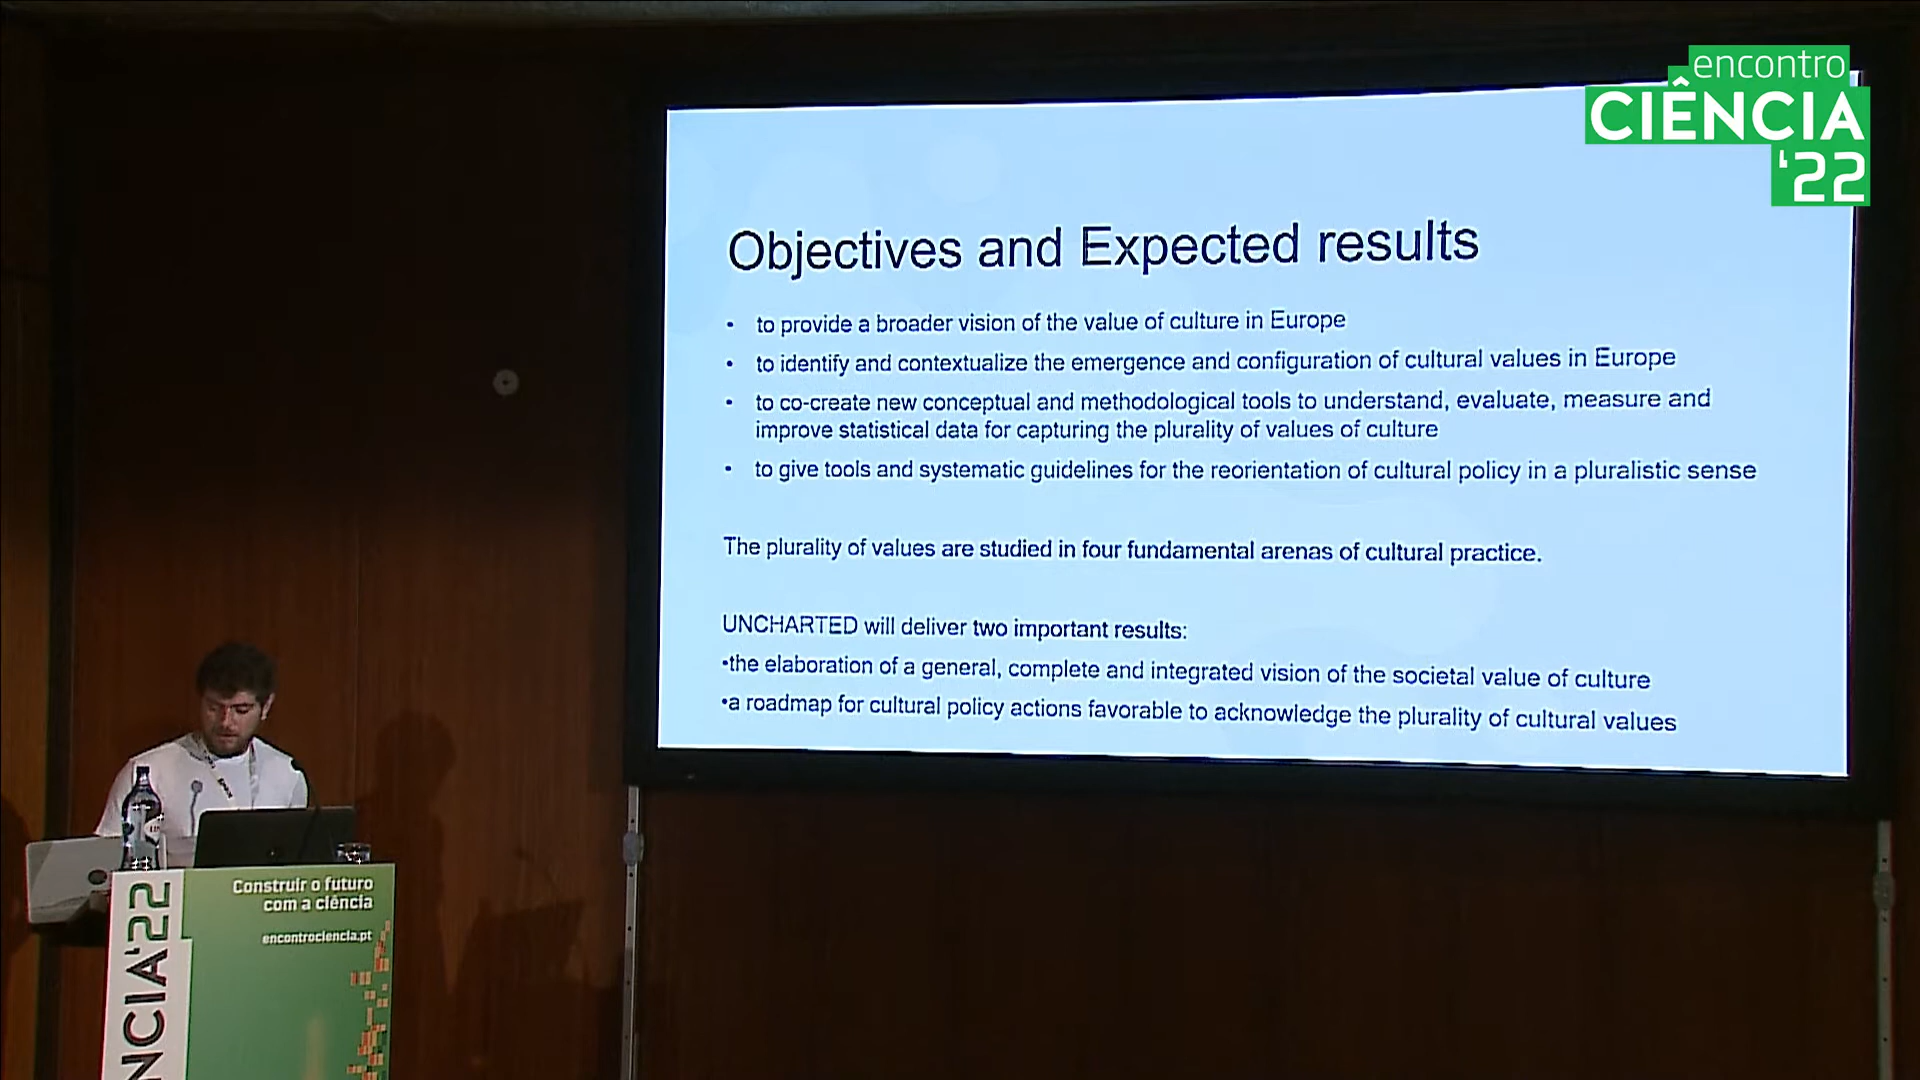 encontro
CIÊNCIA
'22
Objectives and Expected results
• to provide a broader vision of the value of culture in Europe
• to identify and contextualize the emergence and configuration of cultural values in Europe
• to co-create new conceptual and methodological tools to understand, evaluate, measure and
improve statistical data for capturing the plurality of values of culture
• to give tools and systematic guidelines for the reorientation of cultural policy in a pluralistic sense
The plurality of values are studied in four fundamental arenas of cultural practice.
UNCHARTED will deliver two important results:
•the elaboration of a general, complete and integrated vision of the societal value of culture
•a roadmap for cultural policy actions favorable to acknowledge the plurality of cultural values
Construir o futuro
com a ciência
encontrociencia.pt
NCIA'22